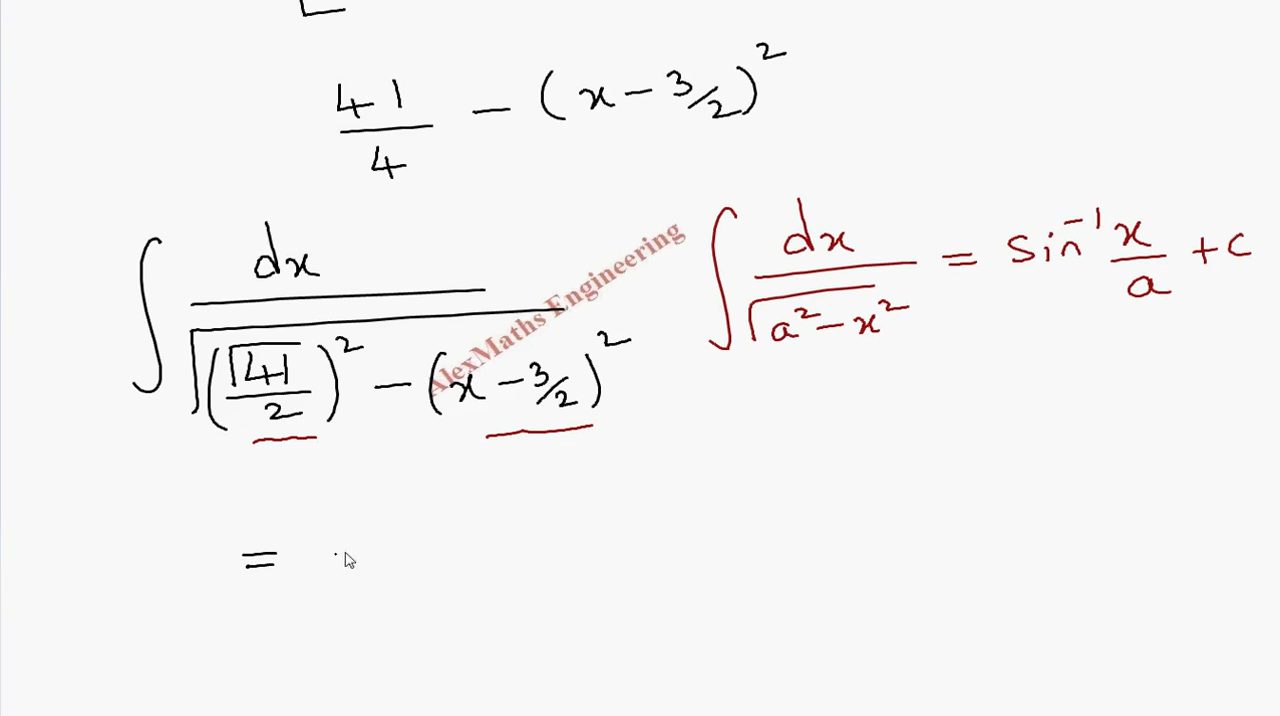 41/4 − (x − 3/2)²
∫ dx / √((√41/2)² − (x − 3/2)²)
∫ dx / √(a² − x²) = sin⁻¹ x/a + c
AlexMaths Engineering
=